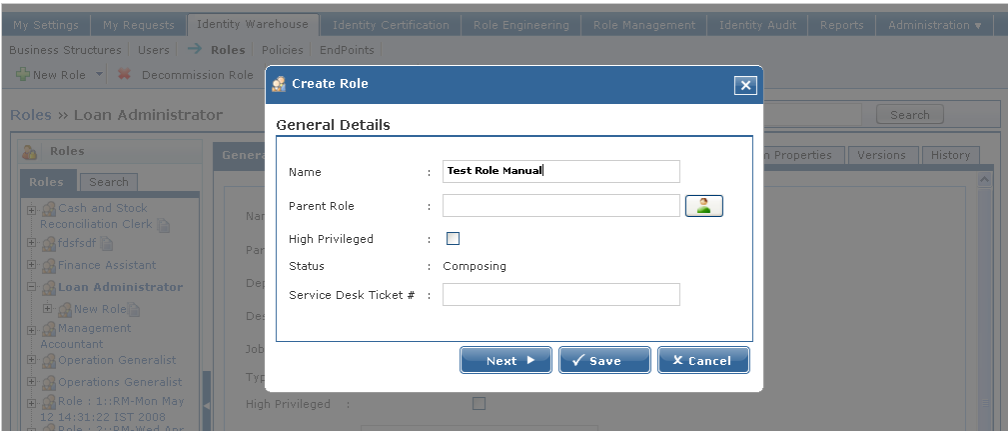 My Settings My Requests Identity Warehouse Identity Certification Role Engineering Role Management Identity Audit Reports Administration
Business Structures Users Roles Policies EndPoints
New Role Decommission Role
Create Role
Roles » Loan Administrator
Search
General Details
Roles
Roles Search
Cash and Stock
Reconciliation Clerk
fdsfsdf
Finance Assistant
Loan Administrator
New Role
Management
Accountant
Operation Generalist
Operations Generalist
Role : 1::RM-Mon May
12 14:31:22 IST 2008
Role : 2::RM-Wed Apr
Name : Test Role Manual
Parent Role :
High Privileged :
Status : Composing
Service Desk Ticket # :
Next Save X Cancel
Properties Versions History
High Privileged :